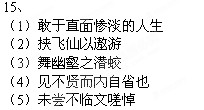 15、
（1）敢于直面惨淡的人生
（2）挟飞仙以遨游
（3）舞幽壑之潜蛟
（4）见不贤而内自省也
（5）未尝不临文嗟悼